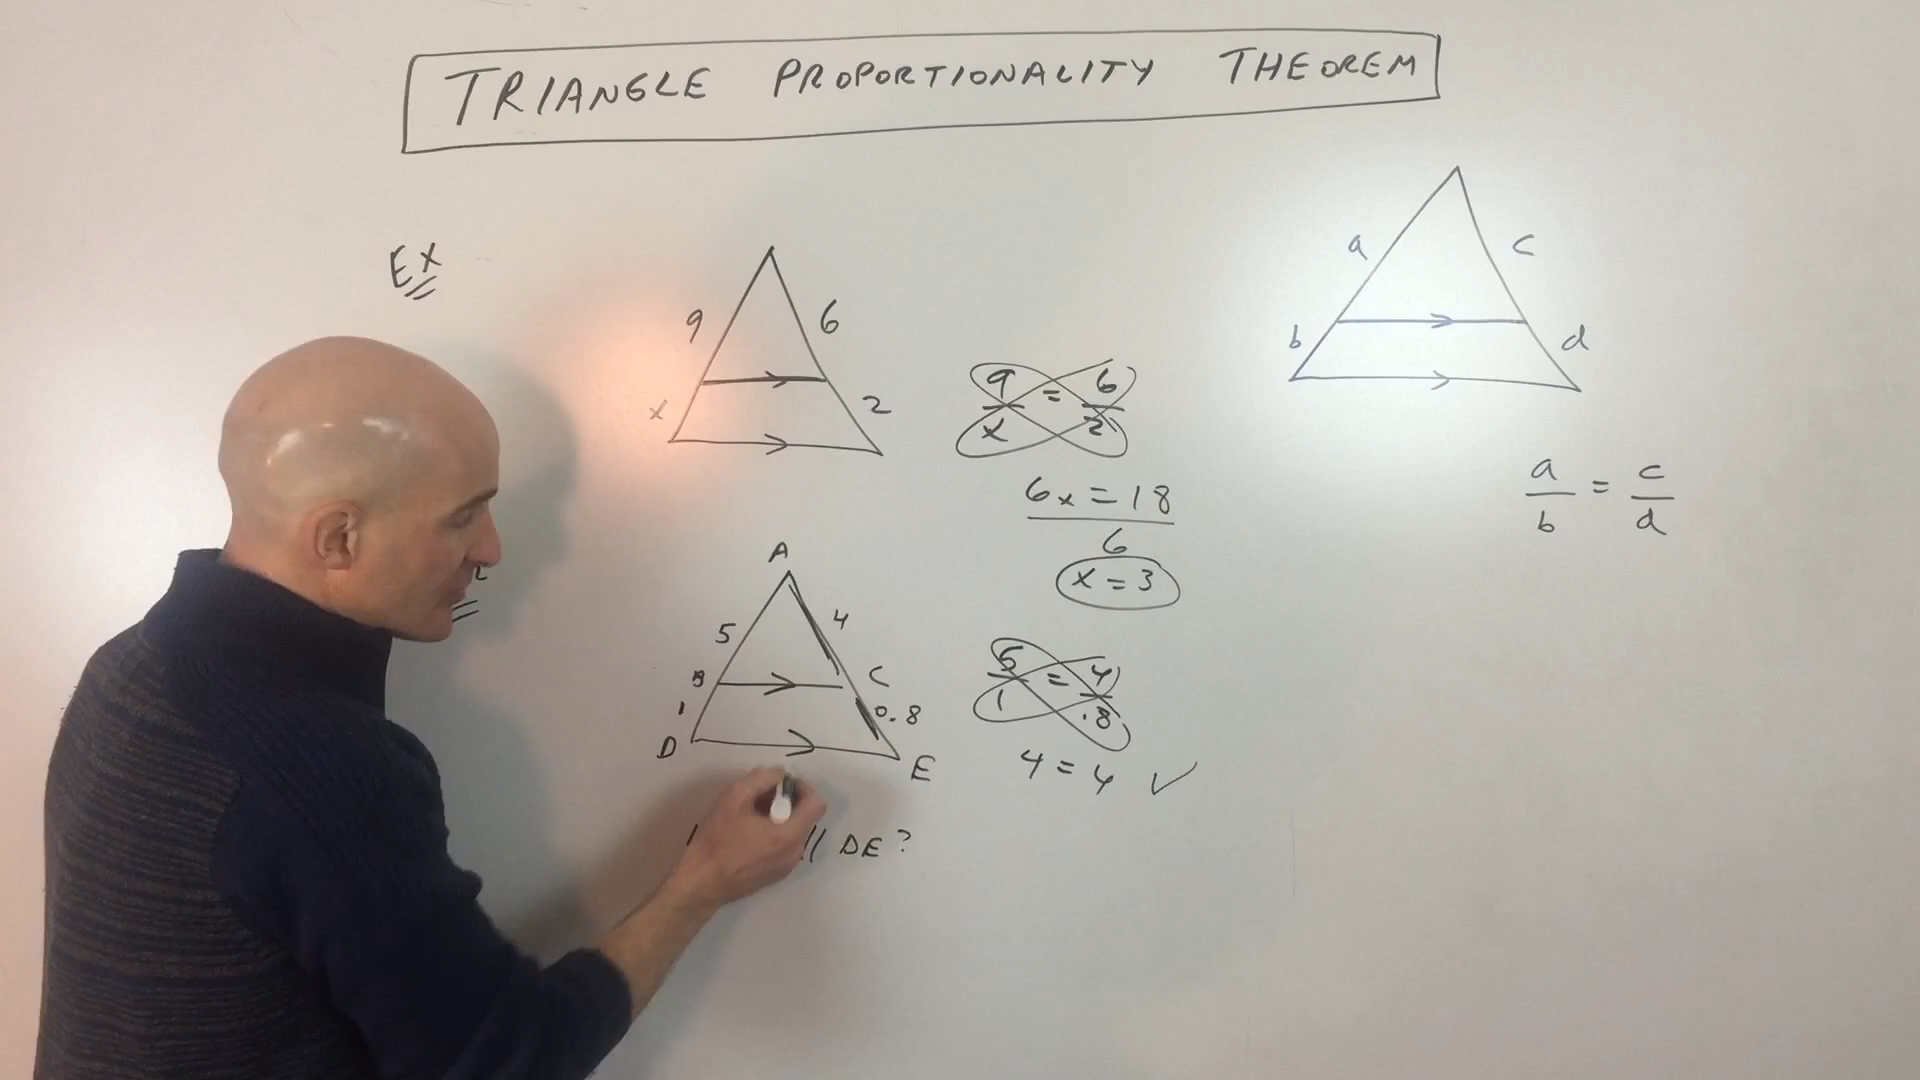 TRIANGLE PROPORTIONALITY THEOREM
EX
9
6
x
2
9/x = 6/2
6x = 18
6
x = 3
a
c
b
d
a/b = c/d
A
5
4
B
C
1
0.8
D
E
5/1 = 4/.8
4 = 4 ✓
// DE?